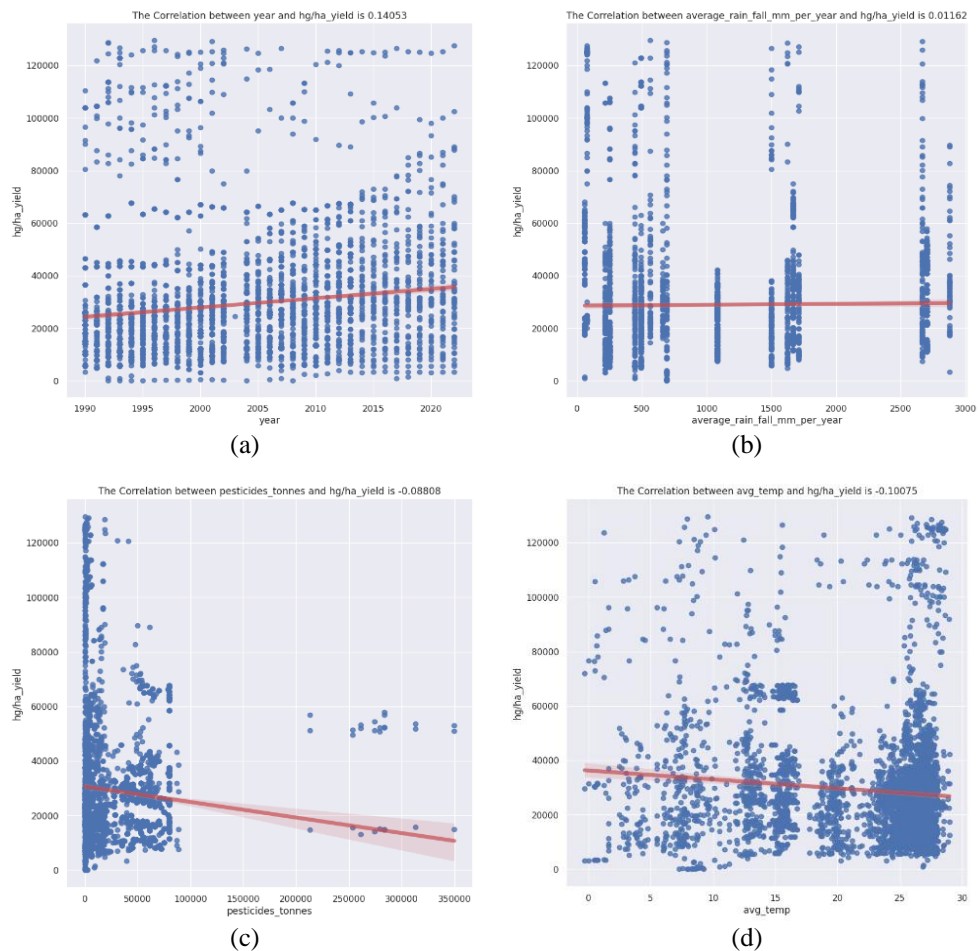 The Correlation between year and hg/ha_yield is 0.14053
120000
100000
80000
60000
40000
20000
0
hg/ha_yield
1990 1995 2000 2005 2010 2015 2020
year
(a)
The Correlation between average_rain_fall_mm_per_year and hg/ha_yield is 0.01162
120000
100000
80000
60000
40000
20000
0
hg/ha_yield
0 500 1000 1500 2000 2500 3000
average_rain_fall_mm_per_year
(b)
The Correlation between pesticides_tonnes and hg/ha_yield is -0.08808
120000
100000
80000
60000
40000
20000
0
hg/ha_yield
0 50000 100000 150000 200000 250000 300000 350000
pesticides_tonnes
(c)
The Correlation between avg_temp and hg/ha_yield is -0.10075
120000
100000
80000
60000
40000
20000
0
hg/ha_yield
0 5 10 15 20 25 30
avg_temp
(d)